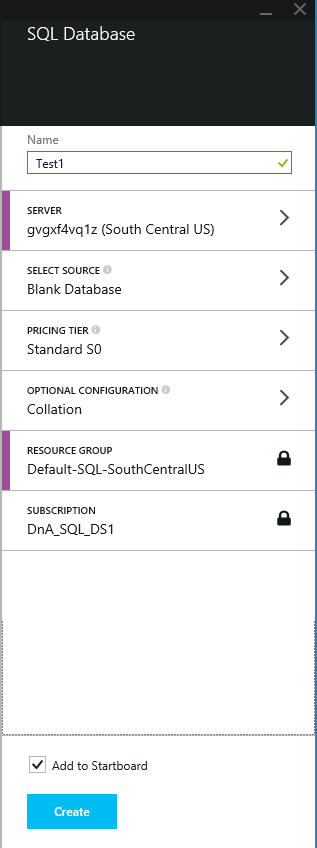 SQL Database
Name
Test1
SERVER
gvgxf4vq1z (South Central US)
SELECT SOURCE
Blank Database
PRICING TIER
Standard S0
OPTIONAL CONFIGURATION
Collation
RESOURCE GROUP
Default-SQL-SouthCentralUS
SUBSCRIPTION
DnA_SQL_DS1
Add to Startboard
Create